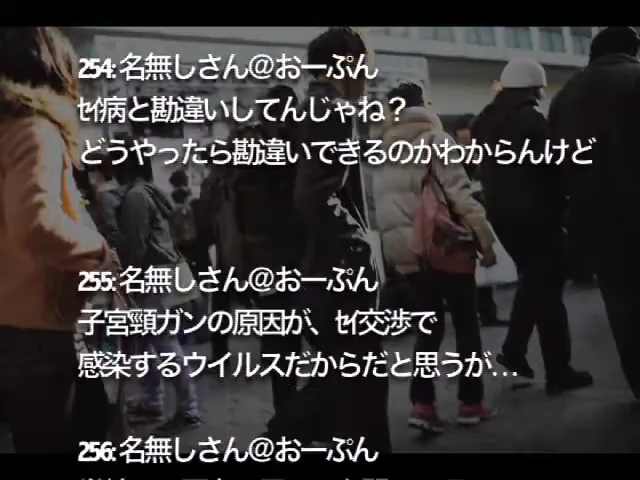 254: 名無しさん@おーぷん
ｾｲ病と勘違いしてんじゃね？
どうやったら勘違いできるのかわからんけど
255: 名無しさん@おーぷん
子宮頸ガンの原因が、ｾｲ交渉で
感染するウイルスだからだと思うが…
256: 名無しさん@おーぷん